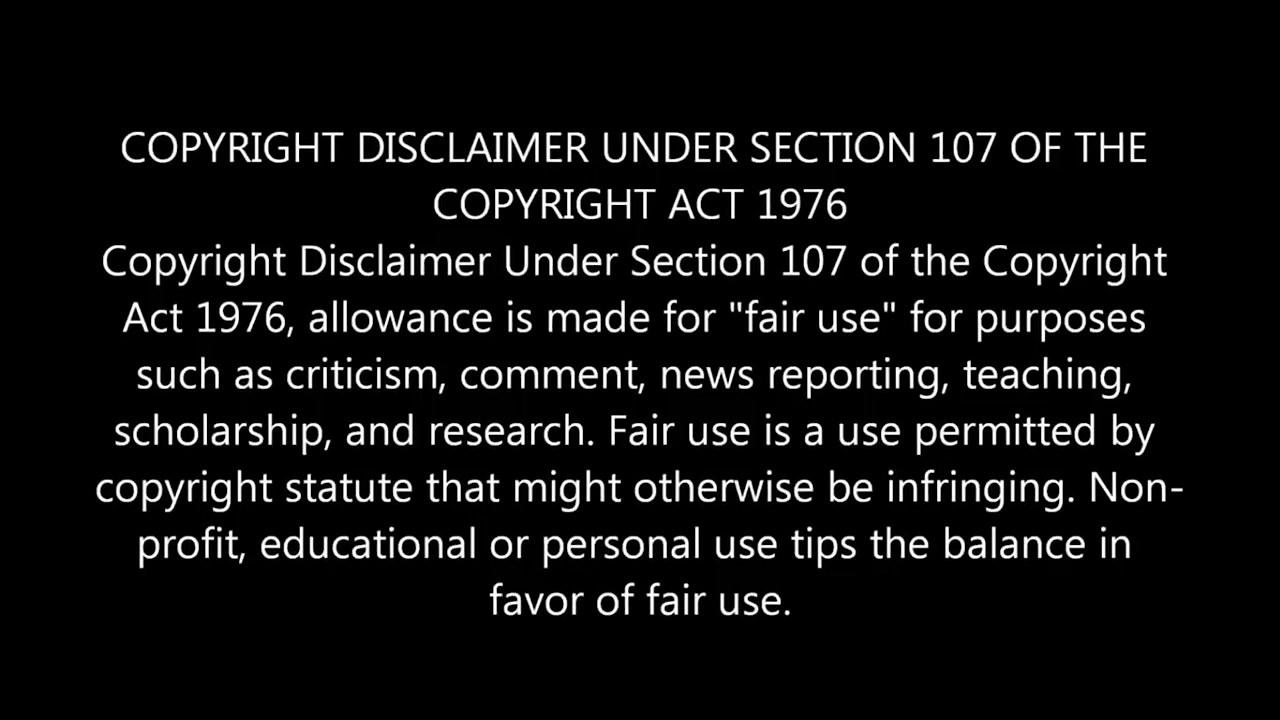 COPYRIGHT DISCLAIMER UNDER SECTION 107 OF THE
COPYRIGHT ACT 1976
Copyright Disclaimer Under Section 107 of the Copyright
Act 1976, allowance is made for "fair use" for purposes
such as criticism, comment, news reporting, teaching,
scholarship, and research. Fair use is a use permitted by
copyright statute that might otherwise be infringing. Non-
profit, educational or personal use tips the balance in
favor of fair use.